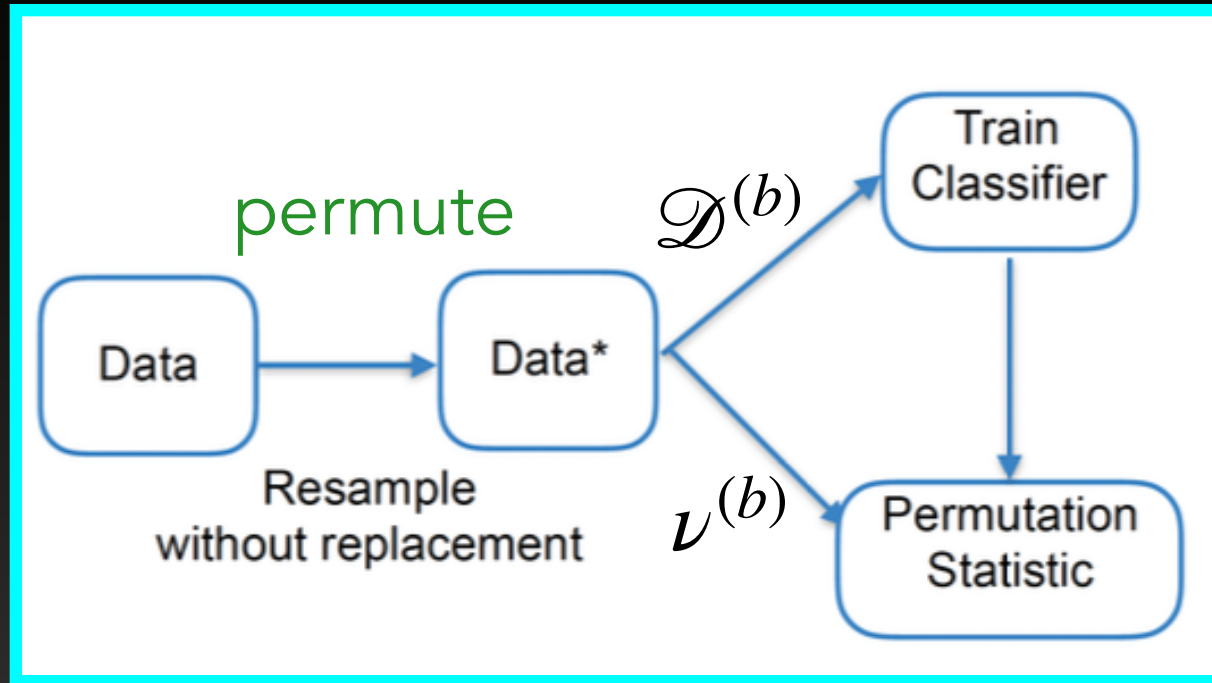 permute
Data
Data*
Resample
without replacement
𝒟^(b)
ν^(b)
Train
Classifier
Permutation
Statistic